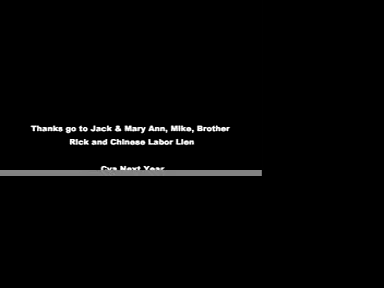 Thanks go to Jack & Mary Ann, Mike, Brother
Rick and Chinese Labor Lien
Cya Next Year